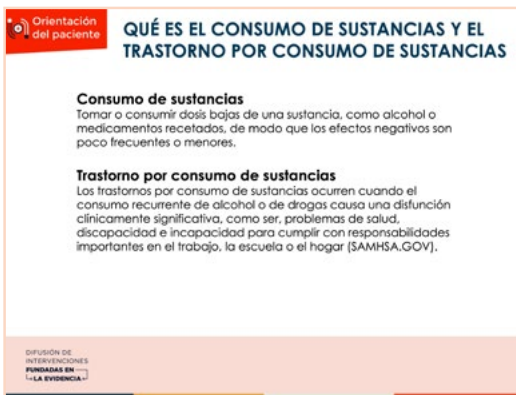 Orientación
del paciente
QUÉ ES EL CONSUMO DE SUSTANCIAS Y EL
TRASTORNO POR CONSUMO DE SUSTANCIAS
Consumo de sustancias
Tomar o consumir dosis bajas de una sustancia, como alcohol o
medicamentos recetados, de modo que los efectos negativos son
poco frecuentes o menores.
Trastorno por consumo de sustancias
Los trastornos por consumo de sustancias ocurren cuando el
consumo recurrente de alcohol o de drogas causa una disfunción
clínicamente significativa, como ser, problemas de salud,
discapacidad e incapacidad para cumplir con responsabilidades
importantes en el trabajo, la escuela o el hogar (SAMHSA.GOV).
DIFUSIÓN DE
INTERVENCIONES
FUNDADAS EN
LA EVIDENCIA